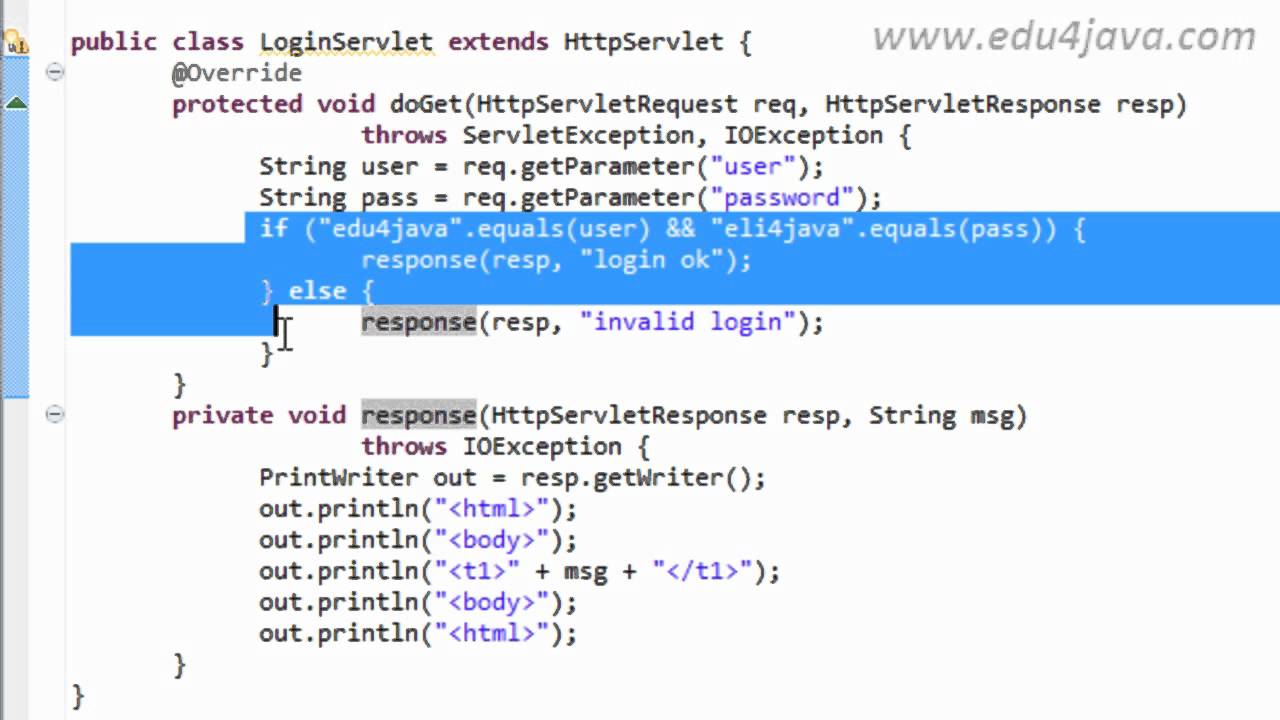 www.edu4java.com
public class LoginServlet extends HttpServlet {
@Override
protected void doGet(HttpServletRequest req, HttpServletResponse resp)
throws ServletException, IOException {
String user = req.getParameter("user");
String pass = req.getParameter("password");
if ("edu4java".equals(user) && "eli4java".equals(pass)) {
response(resp, "login ok");
} else {
response(resp, "invalid login");
}
}
private void response(HttpServletResponse resp, String msg)
throws IOException {
PrintWriter out = resp.getWriter();
out.println("<html>");
out.println("<body>");
out.println("<t1>" + msg + "</t1>");
out.println("<body>");
out.println("<html>");
}
}